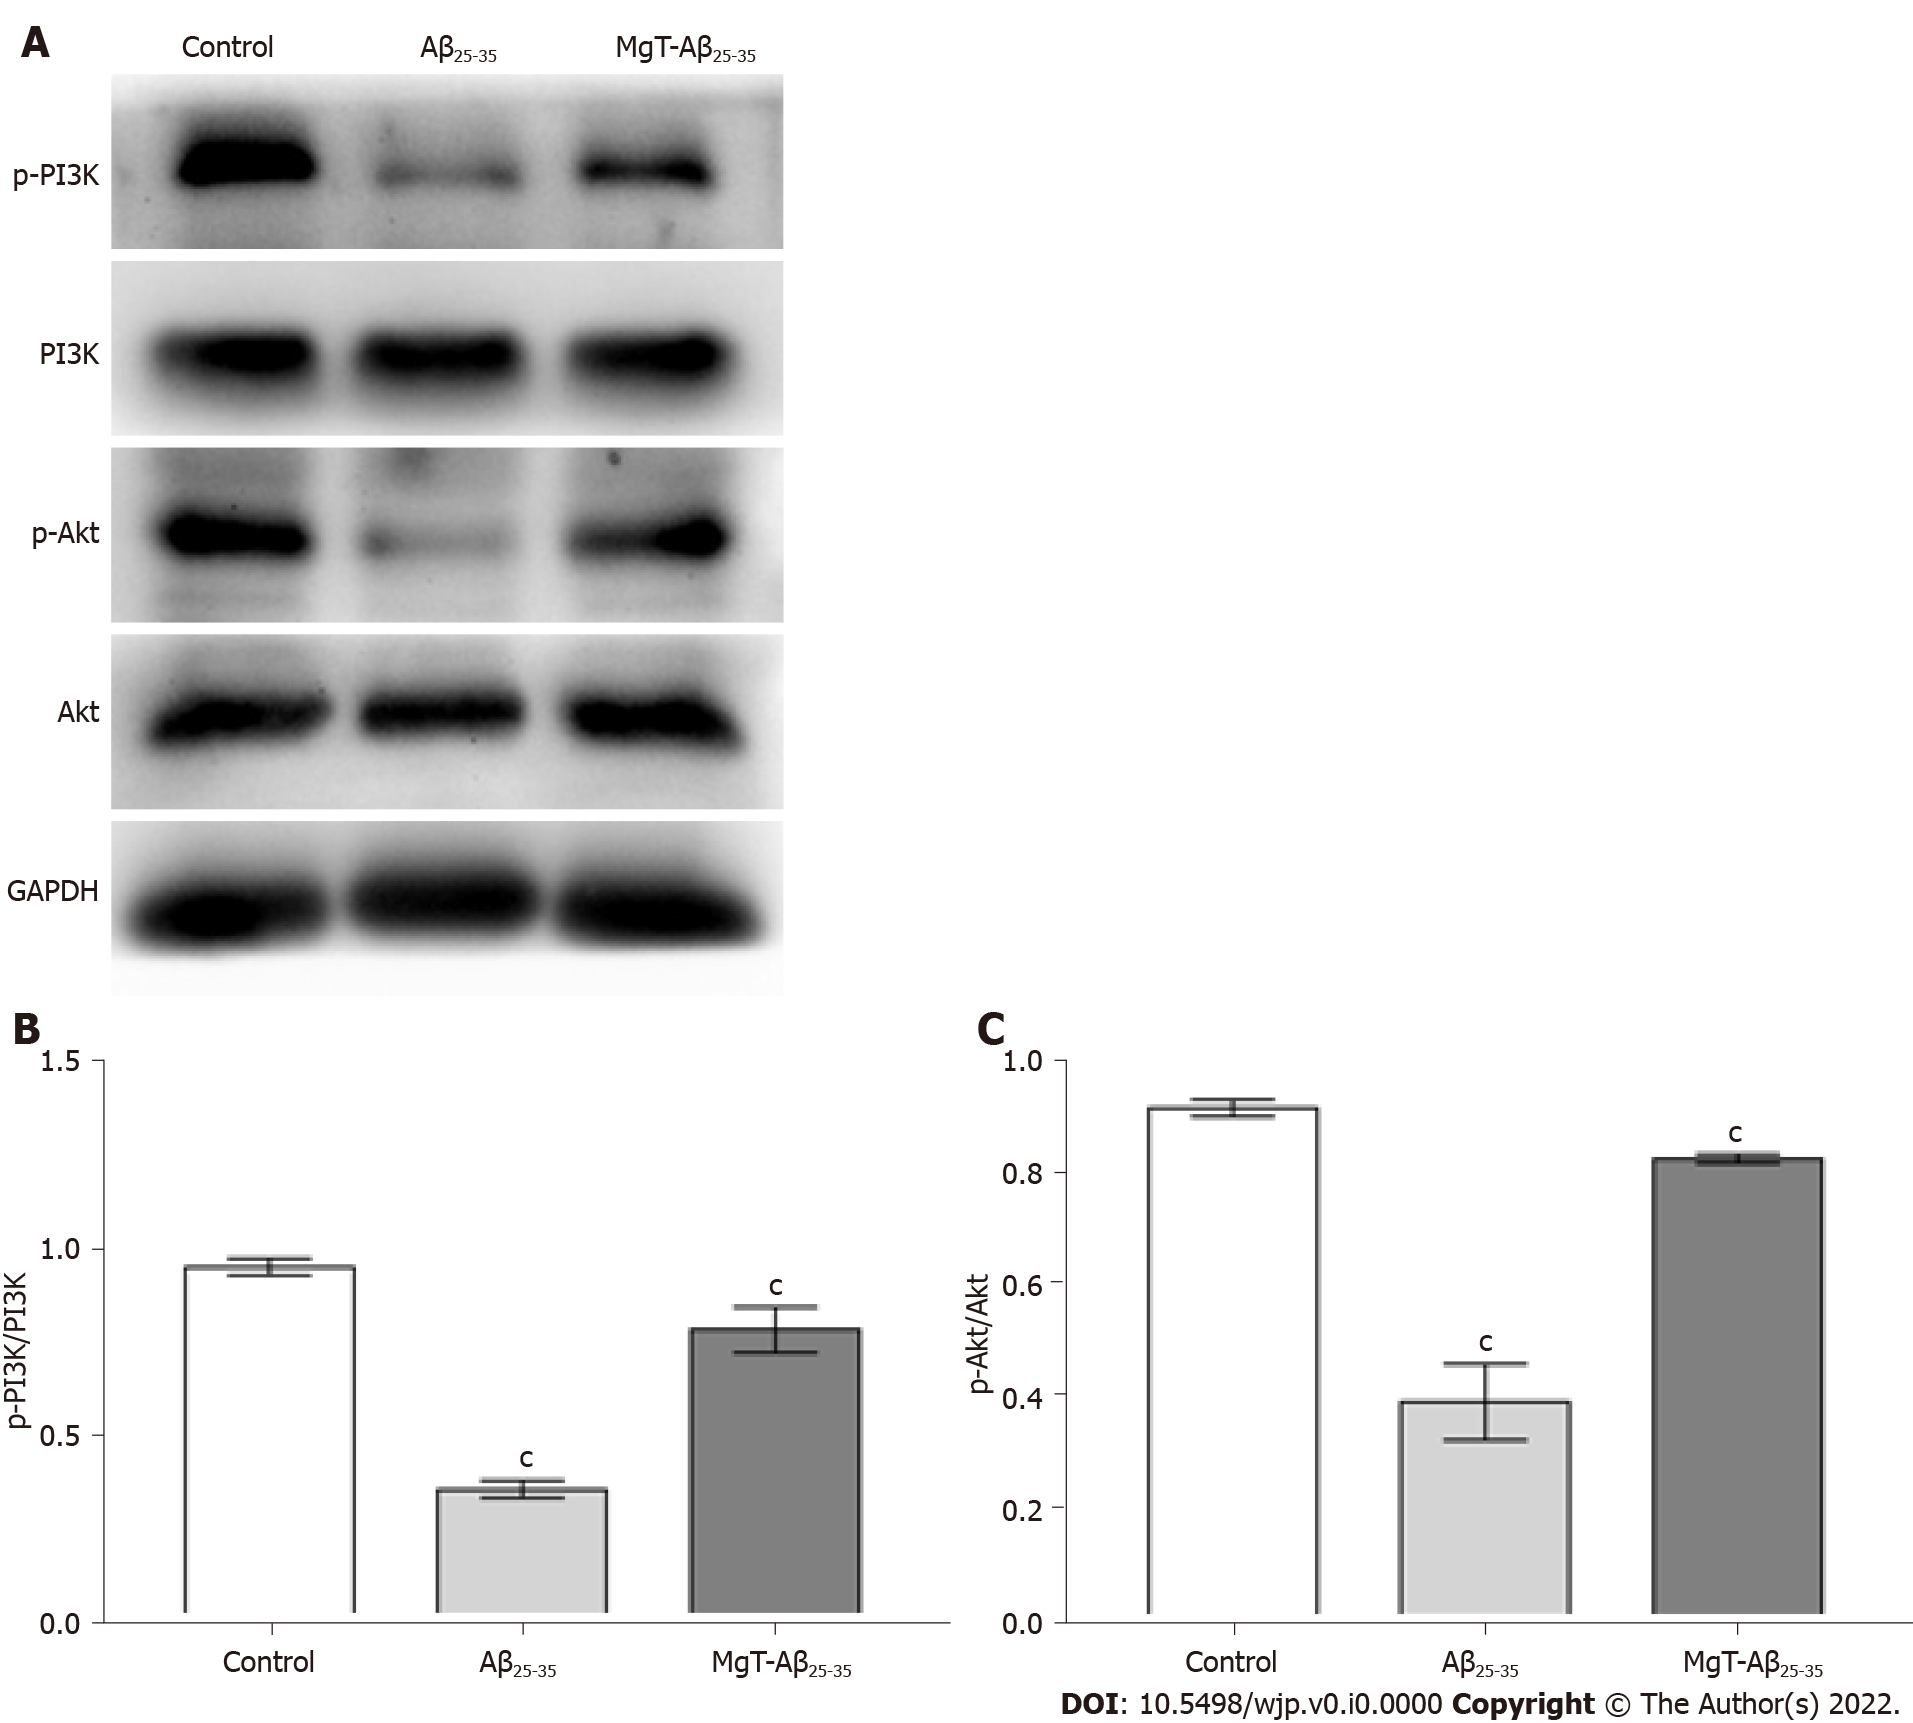 A
Control Aβ25-35 MgT-Aβ25-35
p-PI3K
PI3K
p-Akt
Akt
GAPDH
B
1.5
1.0
0.5
0.0
p-PI3K/PI3K
c
c
Control Aβ25-35 MgT-Aβ25-35
C
1.0
0.8
0.6
0.4
0.2
0.0
p-Akt/Akt
c
c
Control Aβ25-35 MgT-Aβ25-35
DOI: 10.5498/wjp.v0.i0.0000 Copyright © The Author(s) 2022.